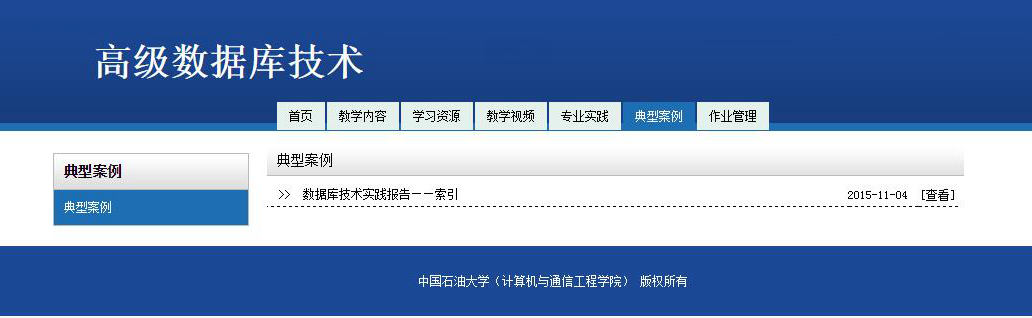 高级数据库技术
首页 教学内容 学习资源 教学视频 专业实践 典型案例 作业管理
典型案例
典型案例
典型案例
>> 数据库技术实践报告——索引 2015-11-04 [查看]
中国石油大学（计算机与通信工程学院） 版权所有